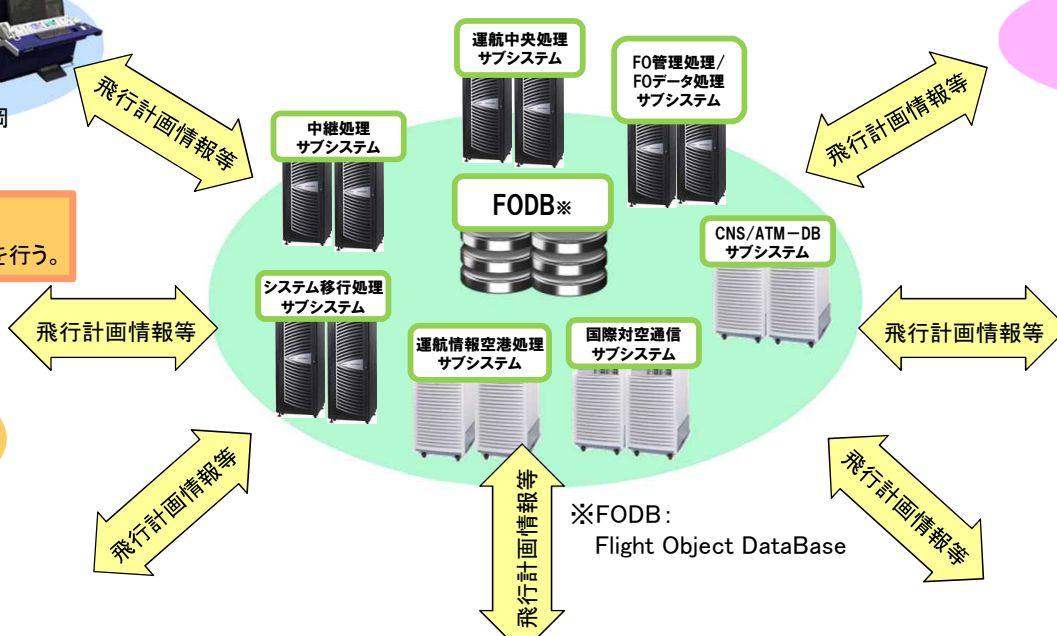 運航中央処理
サブシステム
FO管理処理/
FOデータ処理
サブシステム
飛行計画情報等
飛行計画情報等
岡
中継処理
サブシステム
FODB※
CNS/ATM-DB
サブシステム
を行う。
システム移行処理
サブシステム
飛行計画情報等
運航情報空港処理
サブシステム
国際対空通信
サブシステム
飛行計画情報等
飛行計画情報等
飛行計画情報等
飛行計画情報等
※FODB:
Flight Object DataBase